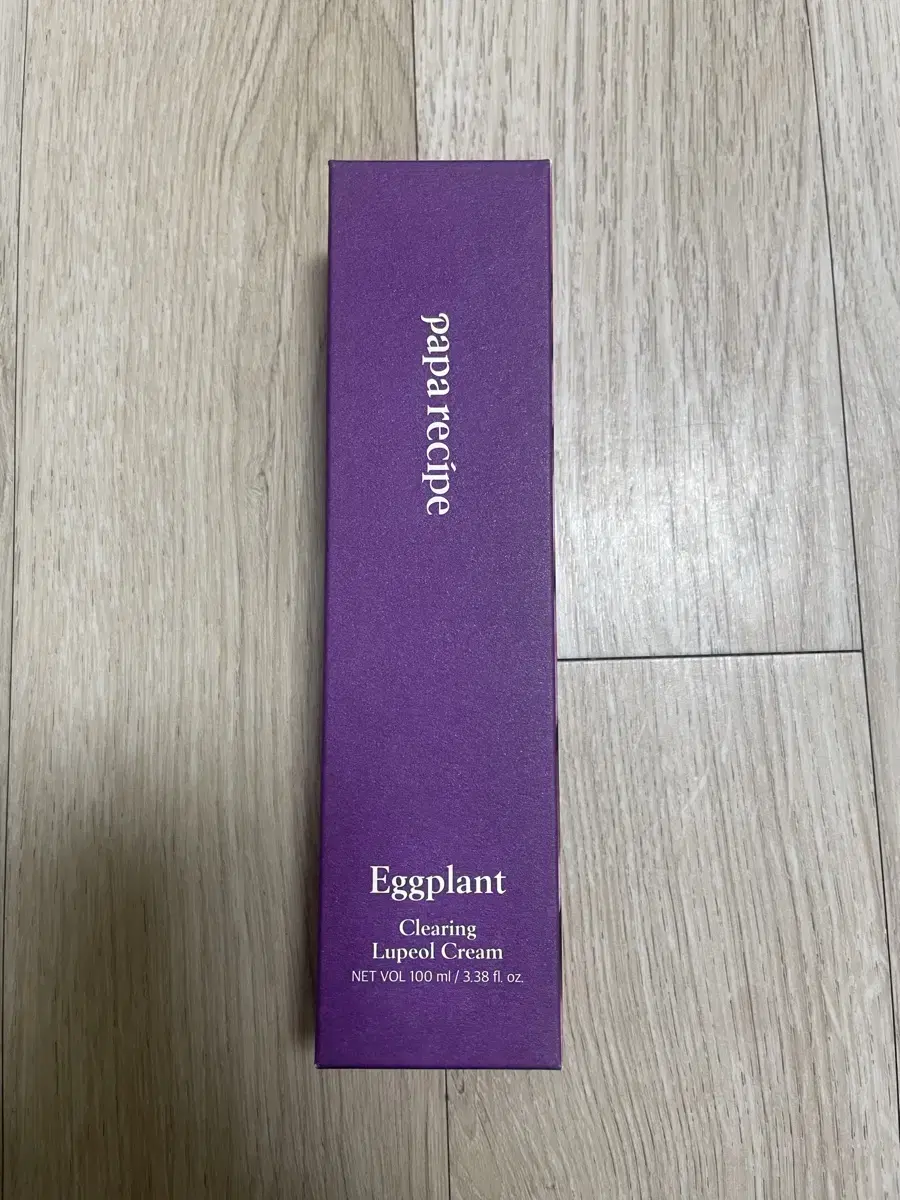 papa recipe
Eggplant
Clearing
Lupeol Cream
NET VOL 100 ml / 3.38 fl. oz.